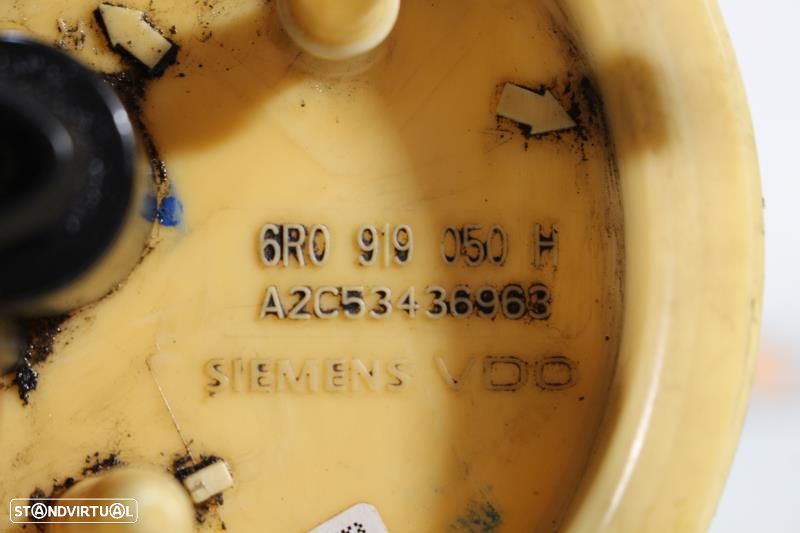 6R0 919 050 H
A2C53436963
SIEMENS VDO
STANDVIRTUAL